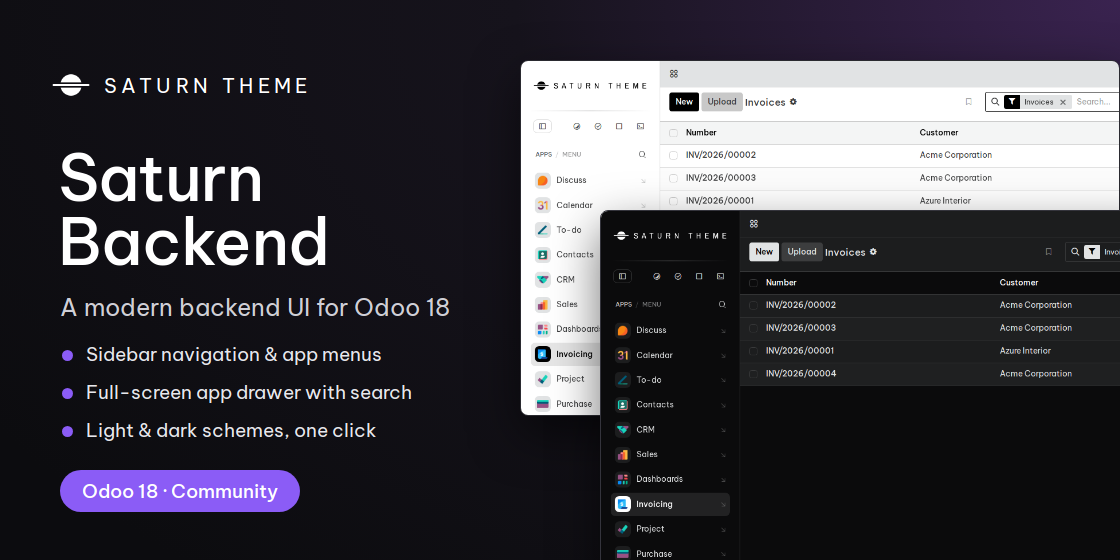 SATURN THEME
Saturn
Backend
A modern backend UI for Odoo 18
Sidebar navigation & app menus
Full-screen app drawer with search
Light & dark schemes, one click
Odoo 18 · Community
SATURN THEME
New Upload Invoices
Invoices Search...
APPS / MENU
Discuss
31 Calendar
To-do
Contacts
CRM
Sales
Dashboards
Invoicing
Project
Purchase
Number Customer
INV/2026/00002 Acme Corporation
INV/2026/00003 Acme Corporation
INV/2026/00001 Azure Interior
SATURN THEME
New Upload Invoices
APPS / MENU
Discuss
31 Calendar
To-do
Contacts
CRM
Sales
Dashboards
Invoicing
Project
Purchase
Number Customer
INV/2026/00002 Acme Corporation
INV/2026/00003 Acme Corporation
INV/2026/00001 Azure Interior
INV/2026/00004 Acme Corporation